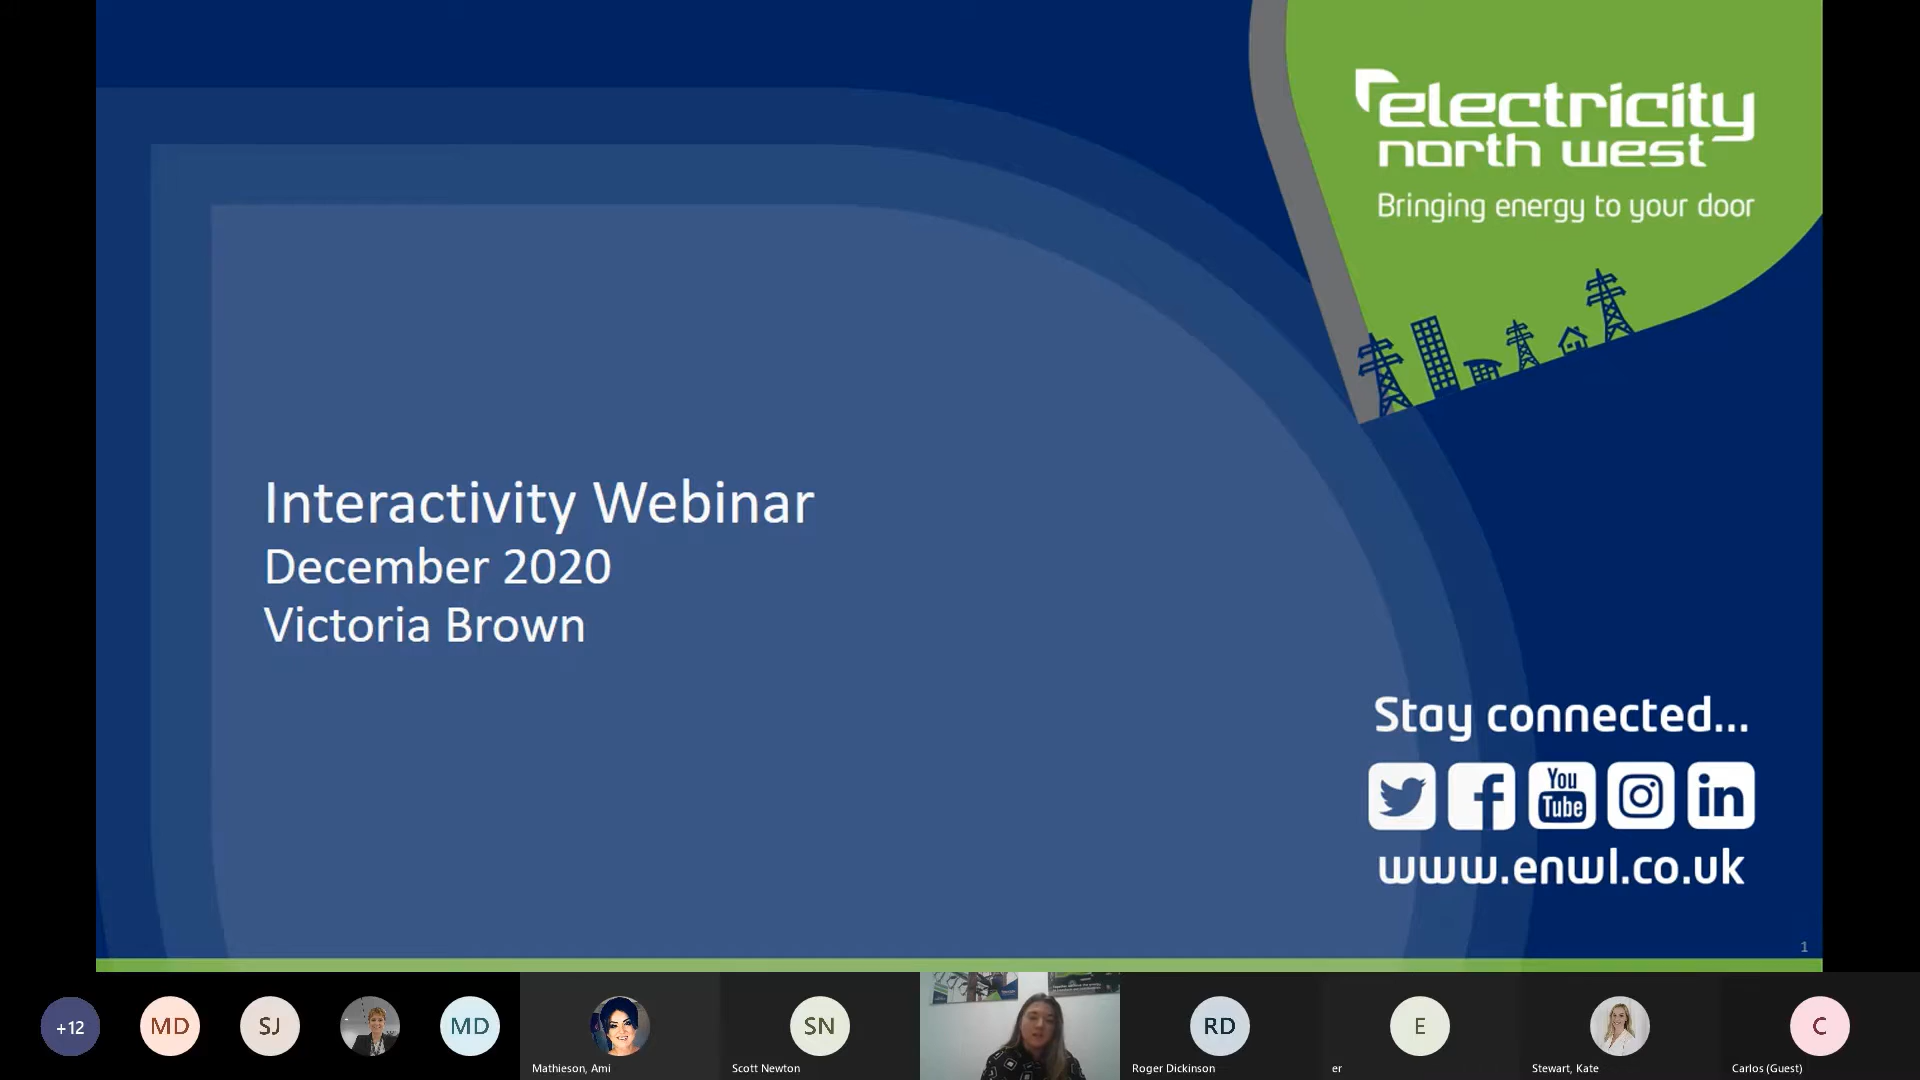 electricity
north west
Bringing energy to your door
Interactivity Webinar
December 2020
Victoria Brown
Stay connected...
You
Tube
in
www.enwl.co.uk
1
+12
MD
SJ
MD
Mathieson, Ami
SN
Scott Newton
RD
Roger Dickinson
E
er
Stewart, Kate
C
Carlos (Guest)